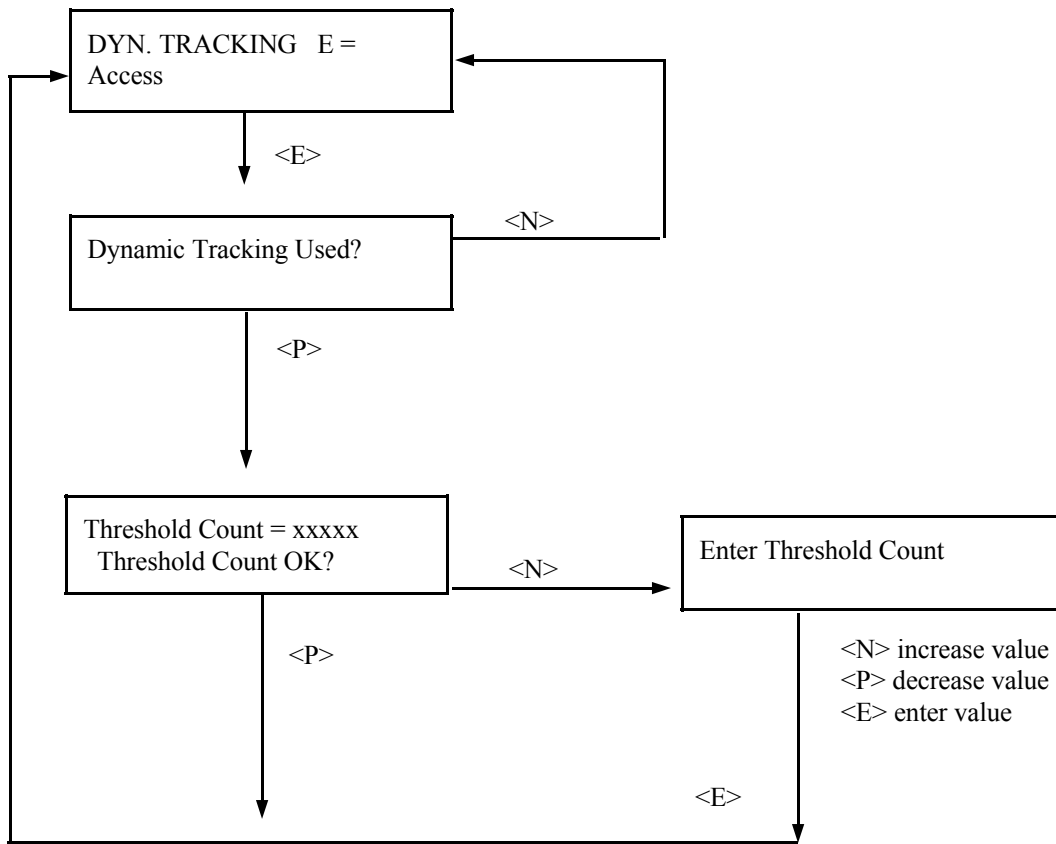 DYN. TRACKING   E =
Access
<E>
Dynamic Tracking Used?
<N>
<P>
Threshold Count = xxxxx
Threshold Count OK?
<N>
Enter Threshold Count
<P>
<N> increase value
<P> decrease value
<E> enter value
<E>